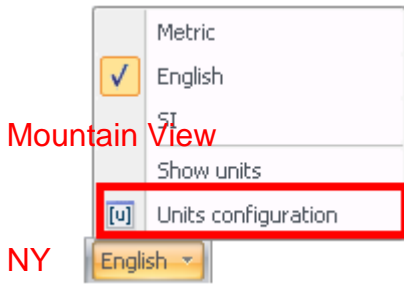 Metric
English
SI
Mountain View
Show units
[u] Units configuration
NY
English